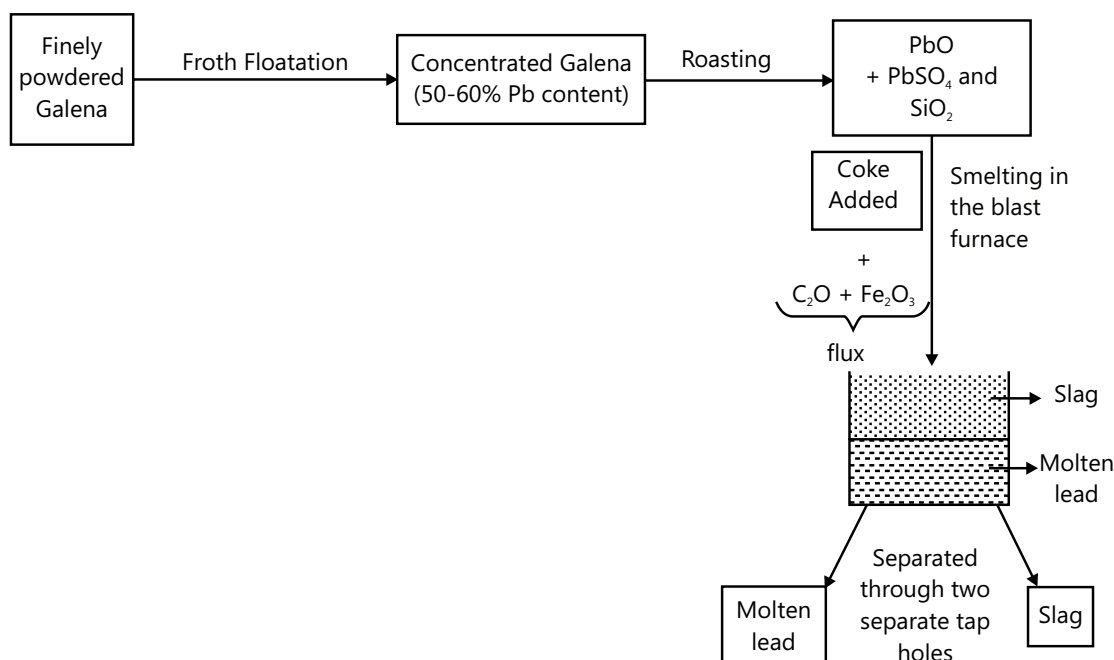 Finely
powdered
Galena
Froth Floatation
Concentrated Galena
(50-60% Pb content)
Roasting
PbO
+ PbSO₄ and
SiO₂
Coke
Added
Smelting in
the blast
furnace
+
C₂O + Fe₂O₃
flux
Slag
Molten
lead
Separated
through two
separate tap
holes
Molten
lead
Slag